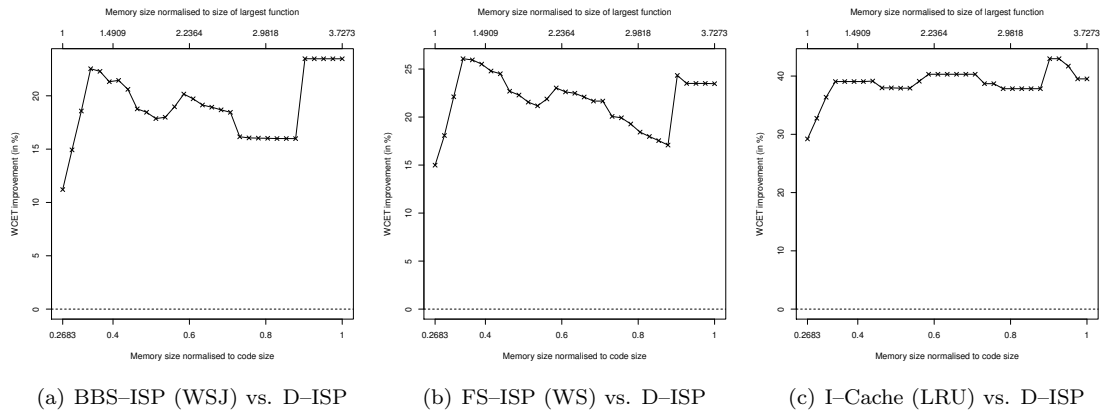 Memory size normalised to size of largest function
1 1.4909 2.2364 2.9818 3.7273
WCET improvement (in %)
0 5 10 15 20
0.2683 0.4 0.6 0.8 1
Memory size normalised to code size
(a) BBS–ISP (WSJ) vs. D–ISP
Memory size normalised to size of largest function
1 1.4909 2.2364 2.9818 3.7273
WCET improvement (in %)
0 5 10 15 20 25
0.2683 0.4 0.6 0.8 1
Memory size normalised to code size
(b) FS–ISP (WS) vs. D–ISP
Memory size normalised to size of largest function
1 1.4909 2.2364 2.9818 3.7273
WCET improvement (in %)
0 10 20 30 40
0.2683 0.4 0.6 0.8 1
Memory size normalised to code size
(c) I–Cache (LRU) vs. D–ISP